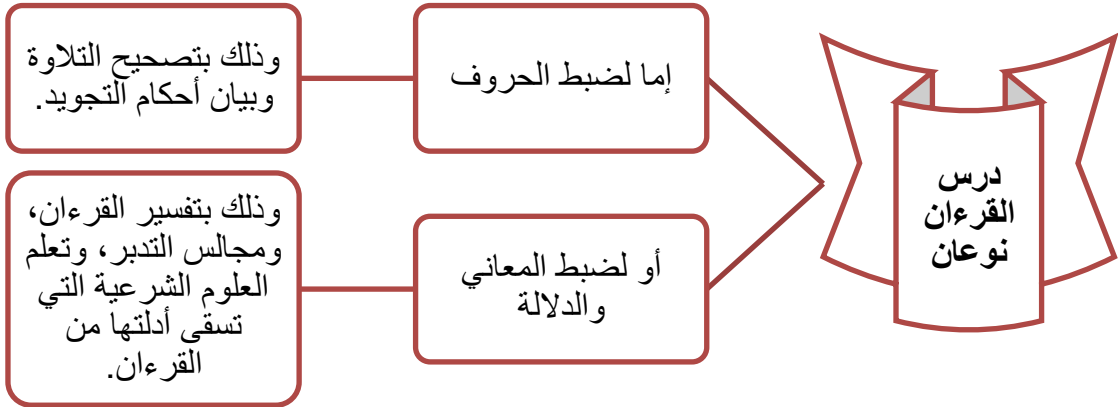 درس
القرءان
نوعان
إما لضبط الحروف
وذلك بتصحيح التلاوة
وبيان أحكام التجويد.
أو لضبط المعاني
والدلالة
وذلك بتفسير القرءان،
ومجالس التدبر، وتعلم
العلوم الشرعية التي
تسقى أدلتها من
القرءان.